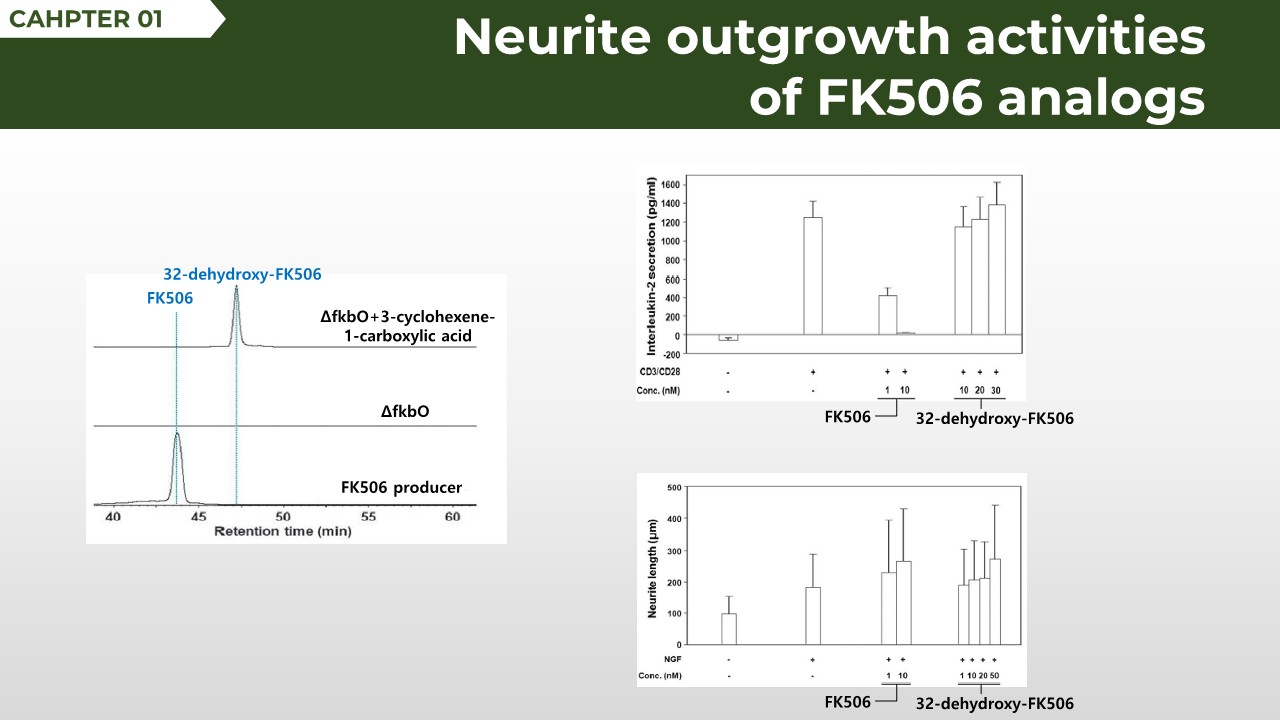 CAHPTER 01
Neurite outgrowth activities
of FK506 analogs
32-dehydroxy-FK506
FK506
ΔfkbO+3-cyclohexene-
1-carboxylic acid
ΔfkbO
FK506 producer
40 45 50 55 60
Retention time (min)
Interleukin-2 secretion (pg/ml)
1600
1400
1200
1000
800
600
400
200
0
-200
CD3/CD28 - + + + + + +
Conc. (nM) - - 1 10 10 20 30
FK506
32-dehydroxy-FK506
Neurite length (μm)
500
400
300
200
100
0
NGF - + + + + + + +
Conc. (nM) - - 1 10 1 10 20 50
FK506
32-dehydroxy-FK506